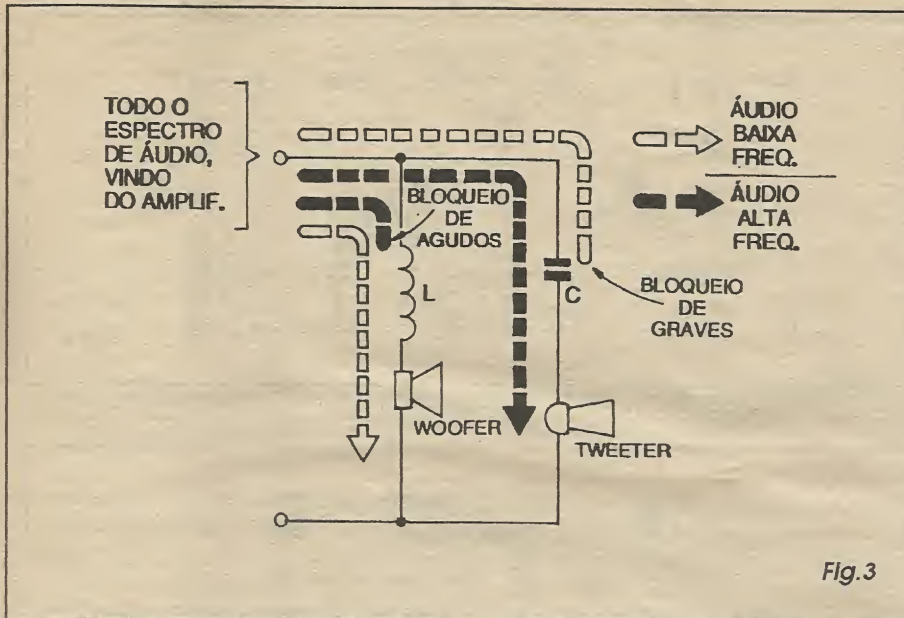 TODO O
ESPECTRO
DE ÁUDIO,
VINDO
DO AMPLIF.
ÁUDIO
BAIXA
FREQ.
ÁUDIO
ALTA
FREQ.
BLOQUEIO
DE
AGUDOS
L
C
BLOQUEIO
DE
GRAVES
WOOFER
TWEETER
Fig.3